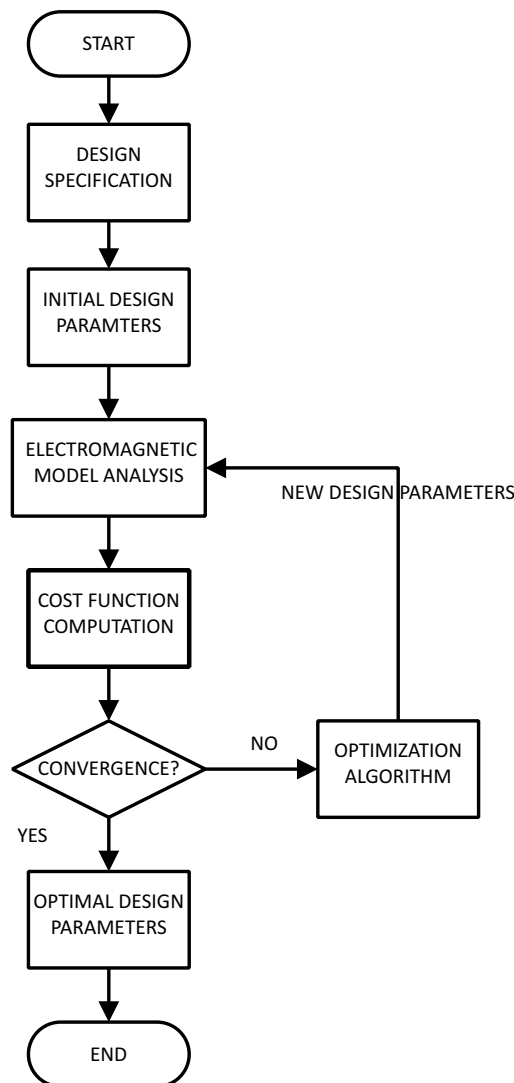 START
DESIGN
SPECIFICATION
INITIAL DESIGN
PARAMTERS
ELECTROMAGNETIC
MODEL ANALYSIS
NEW DESIGN PARAMETERS
COST FUNCTION
COMPUTATION
CONVERGENCE?
NO
OPTIMIZATION
ALGORITHM
YES
OPTIMAL DESIGN
PARAMETERS
END